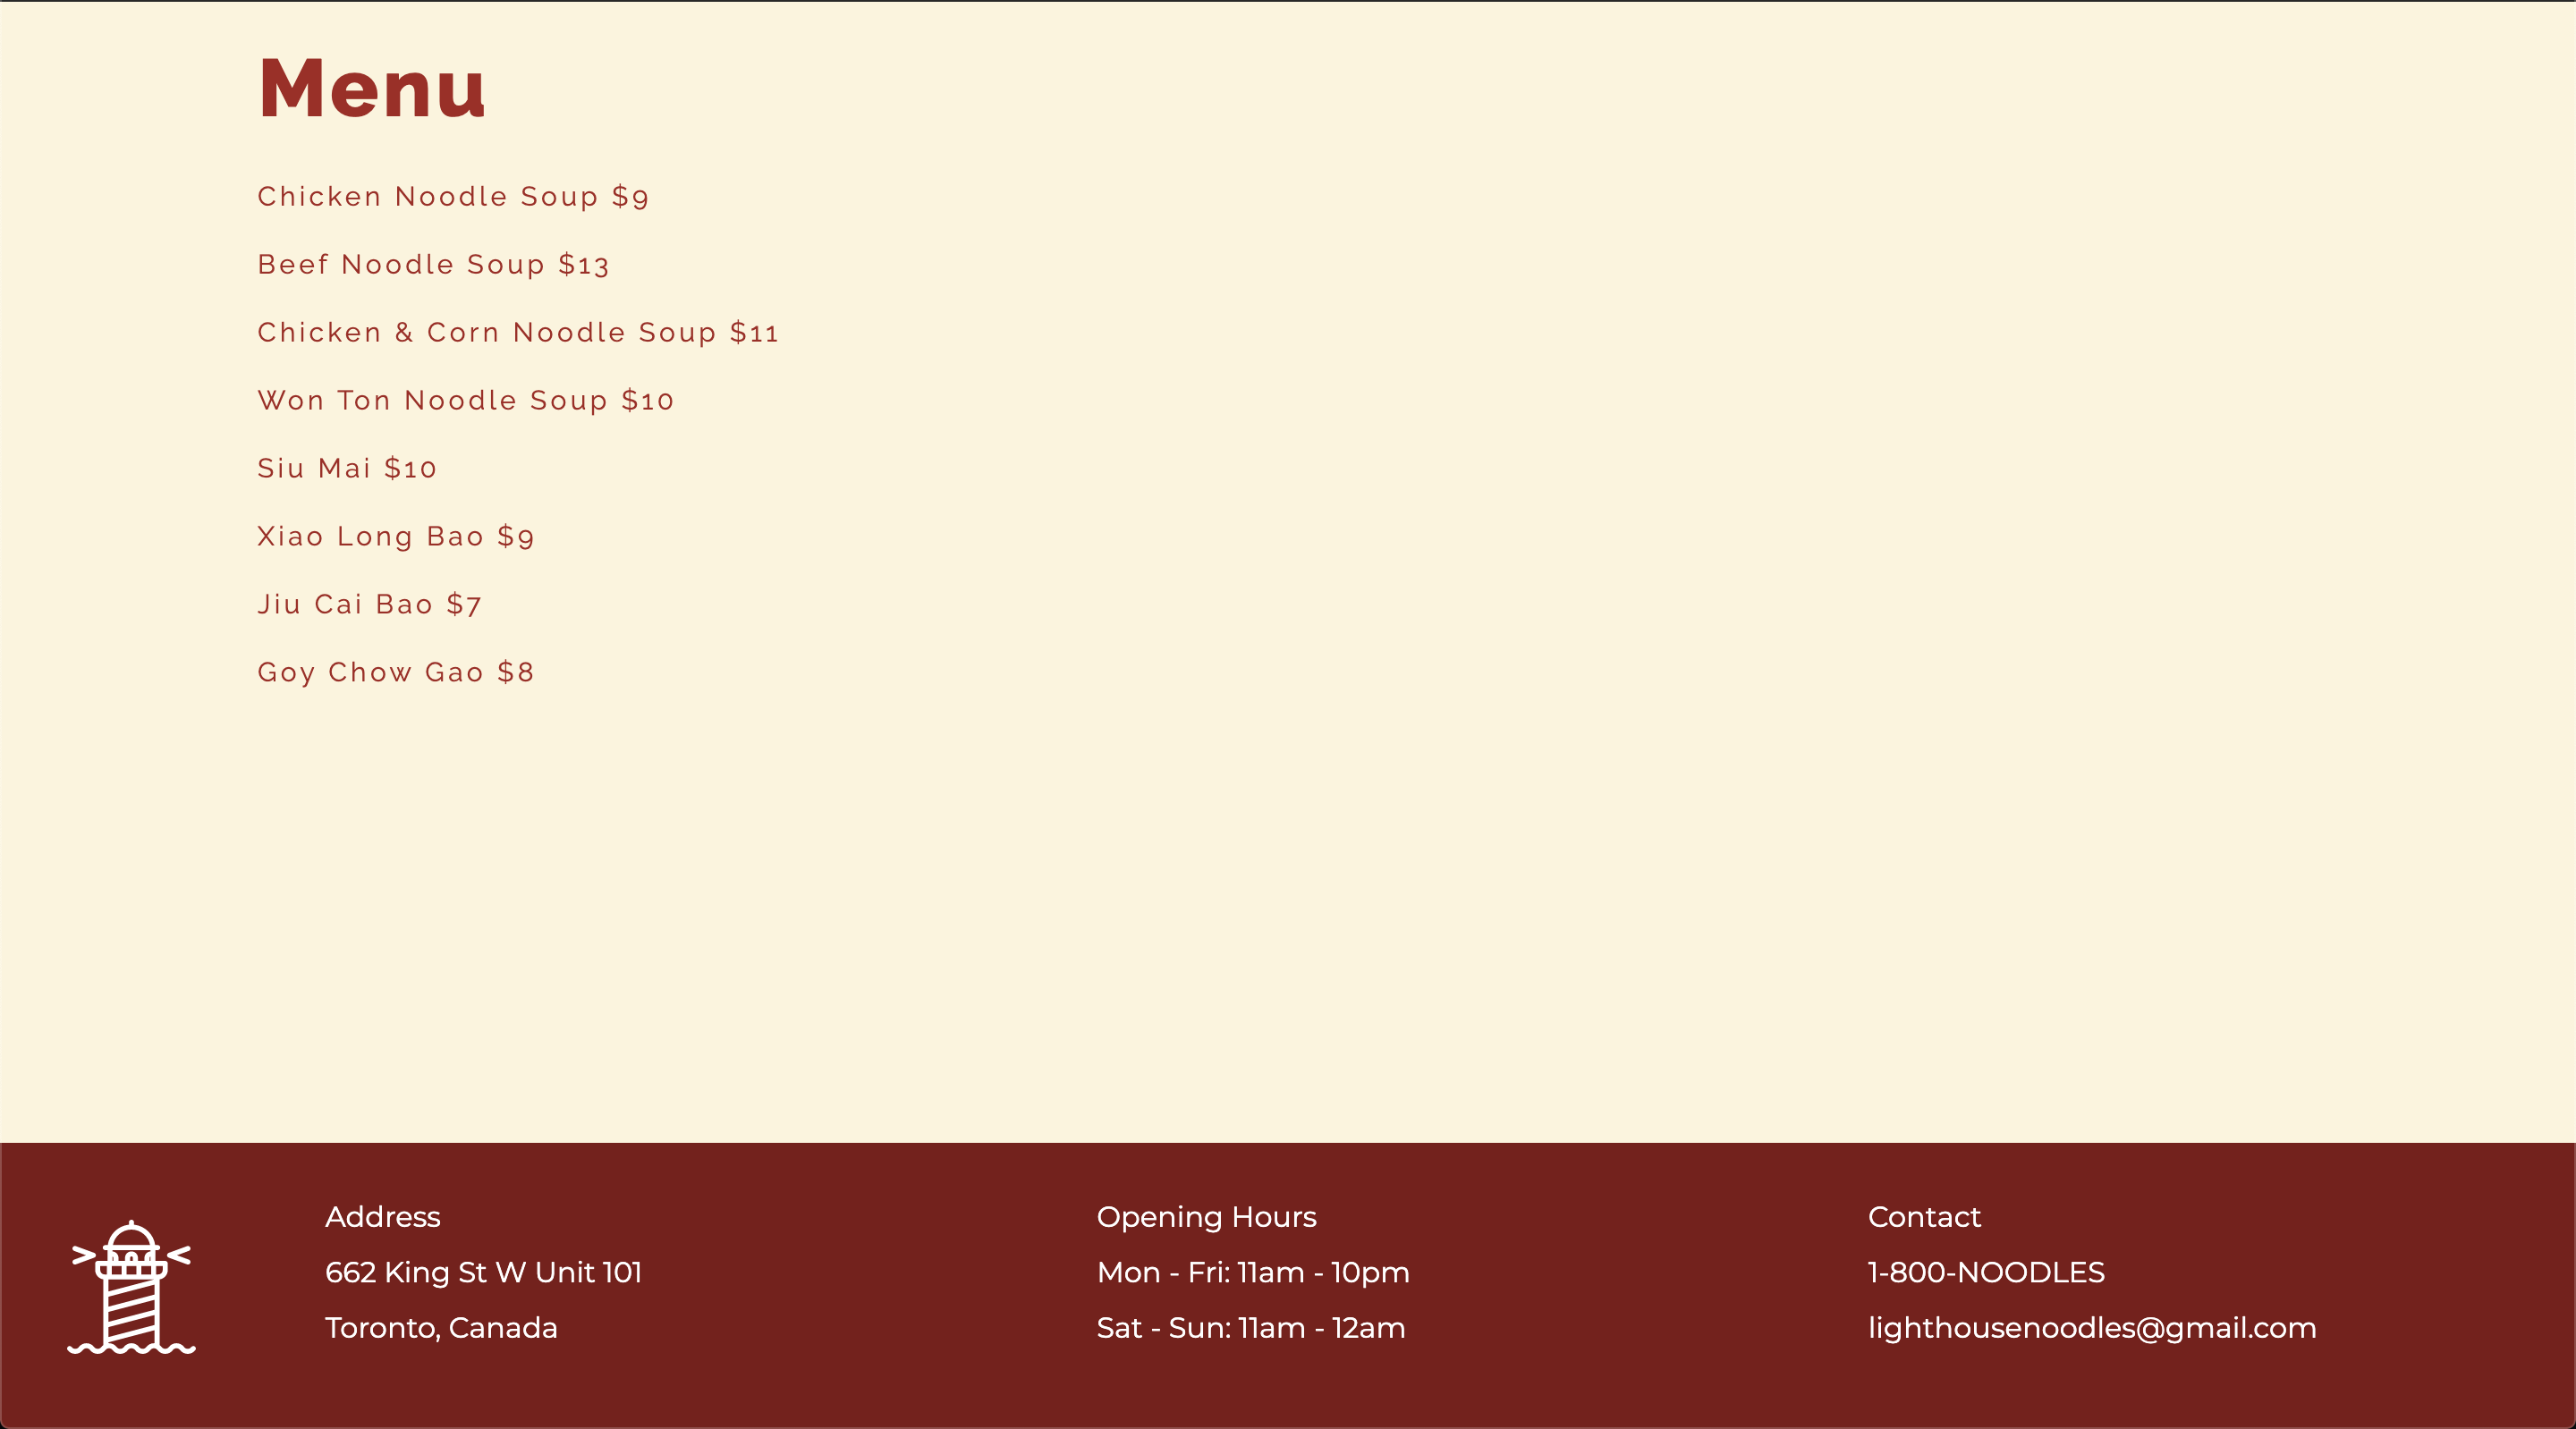 Menu
Chicken Noodle Soup $9
Beef Noodle Soup $13
Chicken & Corn Noodle Soup $11
Won Ton Noodle Soup $10
Siu Mai $10
Xiao Long Bao $9
Jiu Cai Bao $7
Goy Chow Gao $8
Address
662 King St W Unit 101
Toronto, Canada
Opening Hours
Mon - Fri: 11am - 10pm
Sat - Sun: 11am - 12am
Contact
1-800-NOODLES
lighthousenoodles@gmail.com